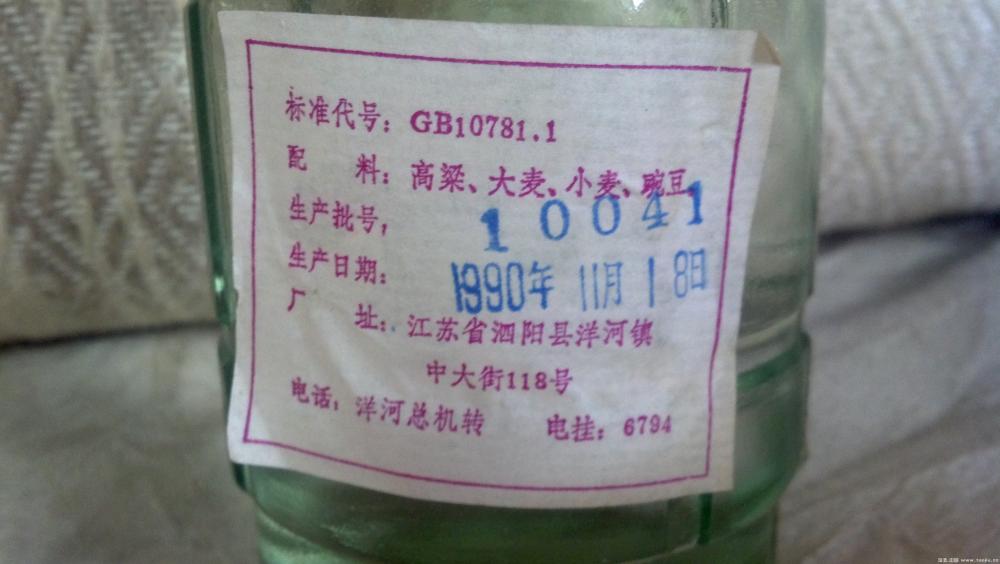 标准代号：GB10781.1
配　　料：高粱、大麦、小麦、豌豆
生产批号，10041
生产日期：1990年 11月 18日
厂　　址：江苏省泗阳县洋河镇
中大街118号
电话：洋河总机转　　电挂：6794